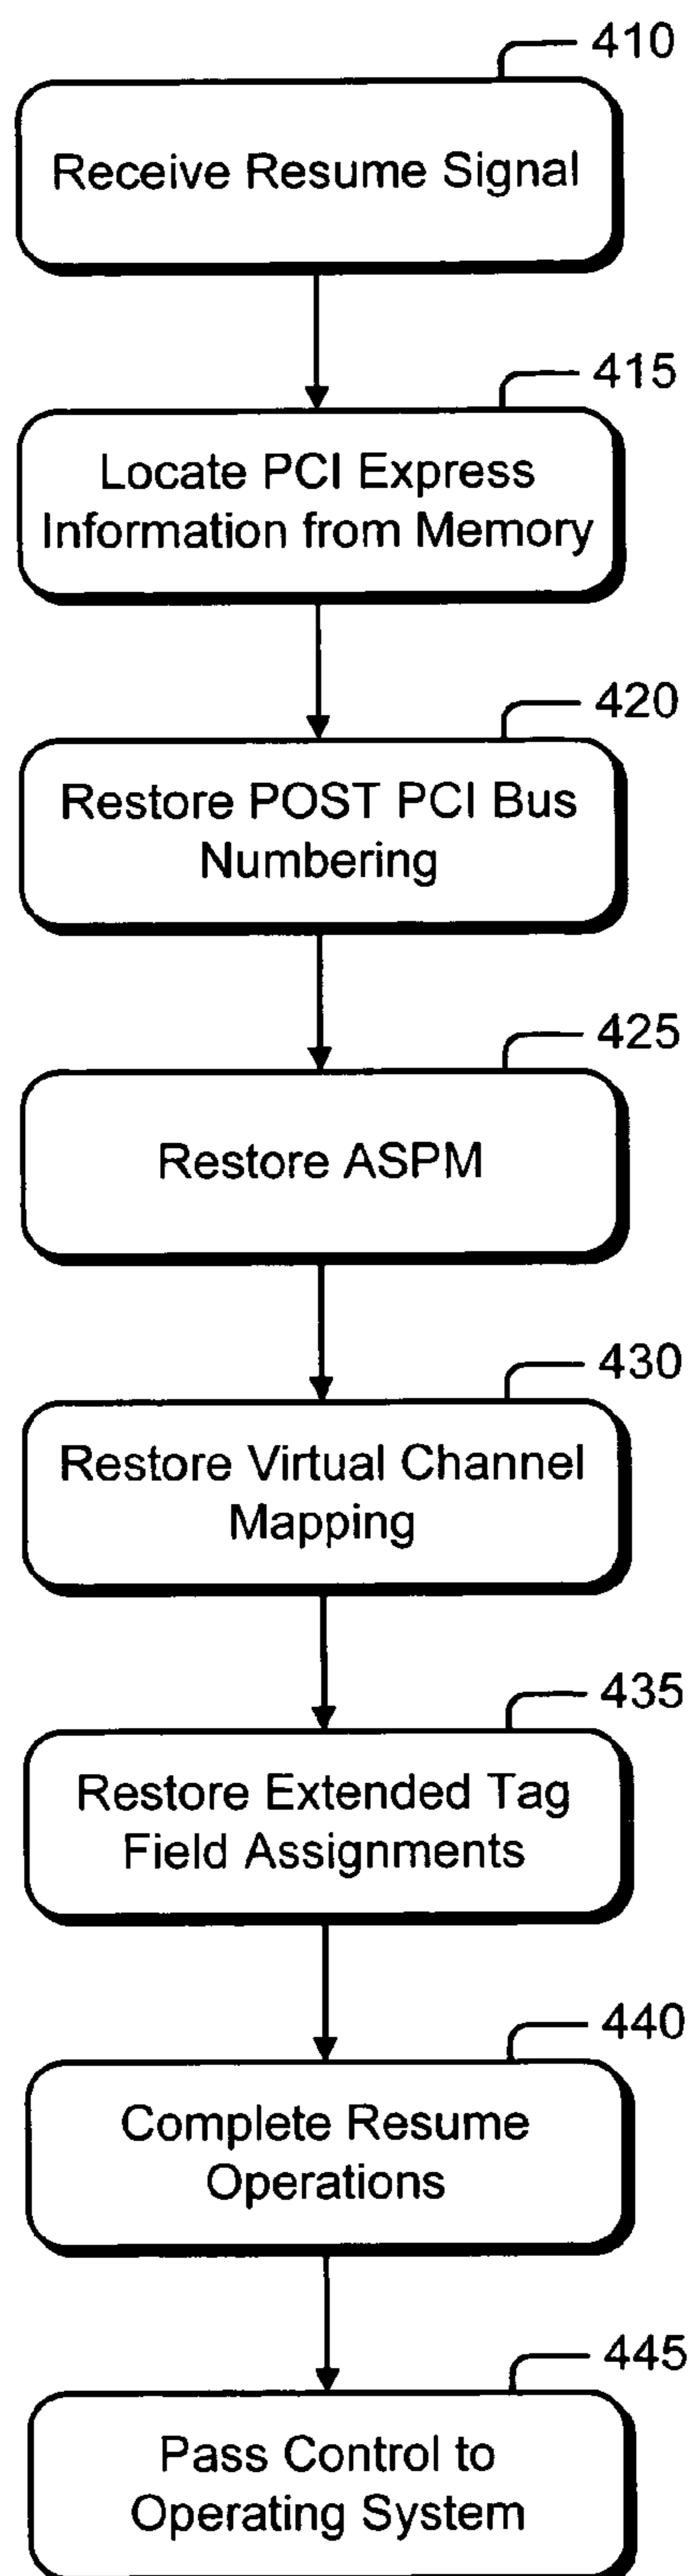 410
Receive Resume Signal
415
Locate PCI Express
Information from Memory
420
Restore POST PCI Bus
Numbering
425
Restore ASPM
430
Restore Virtual Channel
Mapping
435
Restore Extended Tag
Field Assignments
440
Complete Resume
Operations
445
Pass Control to
Operating System